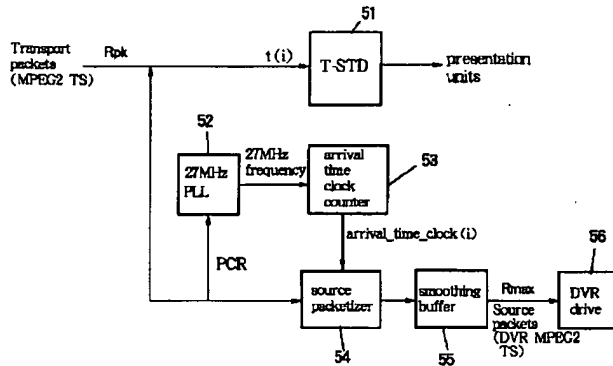 51
Transport
packets
(MPEG2 TS)
Rpk
t(i)
T-STD
presentation
units
52
27MHz
PLL
27MHz
frequency
arrival
time
clock
counter
53
arrival_time_clock(i)
PCR
source
packetizer
54
smoothing
buffer
55
Rmax
Source
packets
(DVR MPEG2
TS)
56
DVR
drive